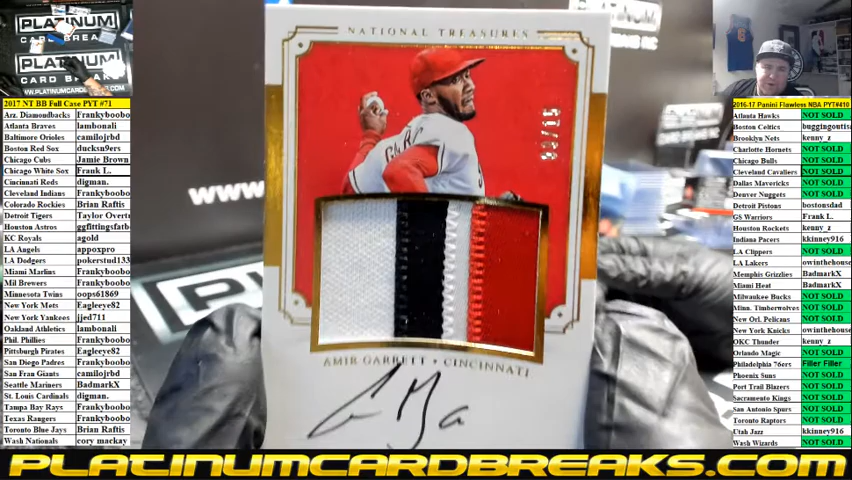 PLATINUM
CARD BREAKS
PLATINUM
CARD BREAK
WWW.PLATINUMCARDBREAKS.COM
2017 NT BB Full Case PYT #71
Arz. Diamondbacks Frankyboobo
Atlanta Braves lambonali
Baltimore Orioles camilojrbd
Boston Red Sox ducksn9ers
Chicago Cubs Jamie Brown
Chicago White Sox Frank L.
Cincinnati Reds digman.
Cleveland Indians Frankyboobo
Colorado Rockies Brian Raftis
Detroit Tigers Taylor Overt
Houston Astros ggfittingsfatb
KC Royals agold
LA Angels appoxpro
LA Dodgers pokerstud133
Miami Marlins Frankyboobo
Mil Brewers Frankyboobo
Minnesota Twins oops61869
New York Mets Eagleeye82
New York Yankees jjed711
Oakland Athletics lambonali
Phil. Phillies Frankyboobo
Pittsburgh Pirates Eagleeye82
San Diego Padres Frankyboobo
San Fran Giants camilojrbd
Seattle Mariners BadmarkX
St. Louis Cardinals digman.
Tampa Bay Rays Frankyboobo
Texas Rangers Frankyboobo
Toronto Blue Jays Brian Raftis
Wash Nationals cory mackay
www
NATIONAL TREASURES
AMIR GARRETT • CINCINNATI
2016-17 Panini Flawless NBA PYT#410
Atlanta Hawks NOT SOLD
Boston Celtics buggingoutisa
Brooklyn Nets kenny_z
Charlotte Hornets NOT SOLD
Chicago Bulls NOT SOLD
Cleveland Cavaliers NOT SOLD
Dallas Mavericks NOT SOLD
Denver Nuggets NOT SOLD
Detroit Pistons bostonsdad
GS Warriors Frank L.
Houston Rockets kenny_z
Indiana Pacers kkinney916
LA Clippers NOT SOLD
LA Lakers owinthehouse
Memphis Grizzlies BadmarkX
Miami Heat BadmarkX
Milwaukee Bucks NOT SOLD
Minn. Timberwolves NOT SOLD
New Orl. Pelicans NOT SOLD
New York Knicks owinthehouse
OKC Thunder kenny_z
Orlando Magic NOT SOLD
Philadelphia 76ers Filler Filler
Phoenix Suns NOT SOLD
Port Trail Blazers NOT SOLD
Sacramento Kings NOT SOLD
San Antonio Spurs NOT SOLD
Toronto Raptors NOT SOLD
Utah Jazz kkinney916
Wash Wizards NOT SOLD
PLATINUMCARDBREAKS.COM